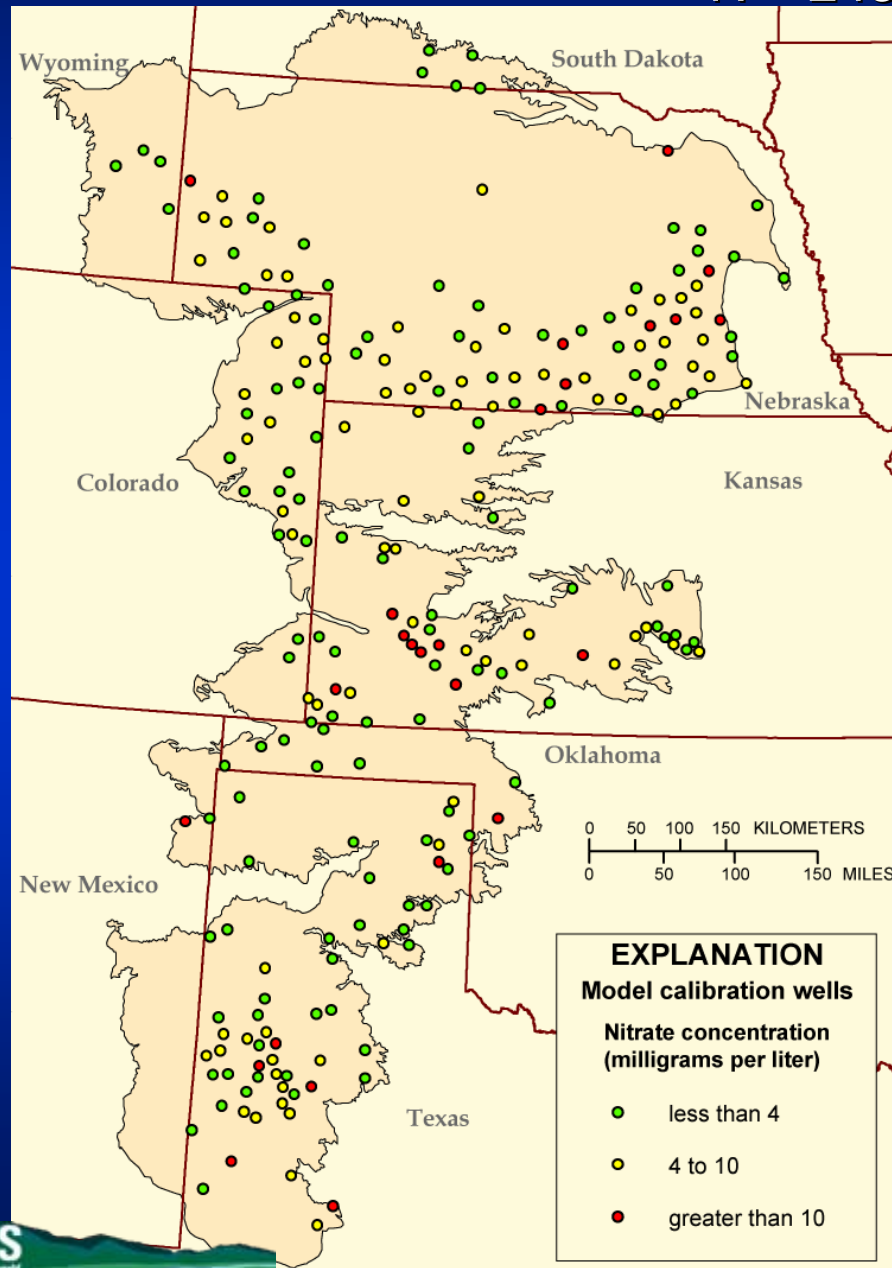 South Dakota
Wyoming
Nebraska
Colorado
Kansas
Oklahoma
0 50 100 150 KILOMETERS
0 50 100 150 MILES
New Mexico
Texas
EXPLANATION
Model calibration wells
Nitrate concentration
(milligrams per liter)
less than 4
4 to 10
greater than 10
S